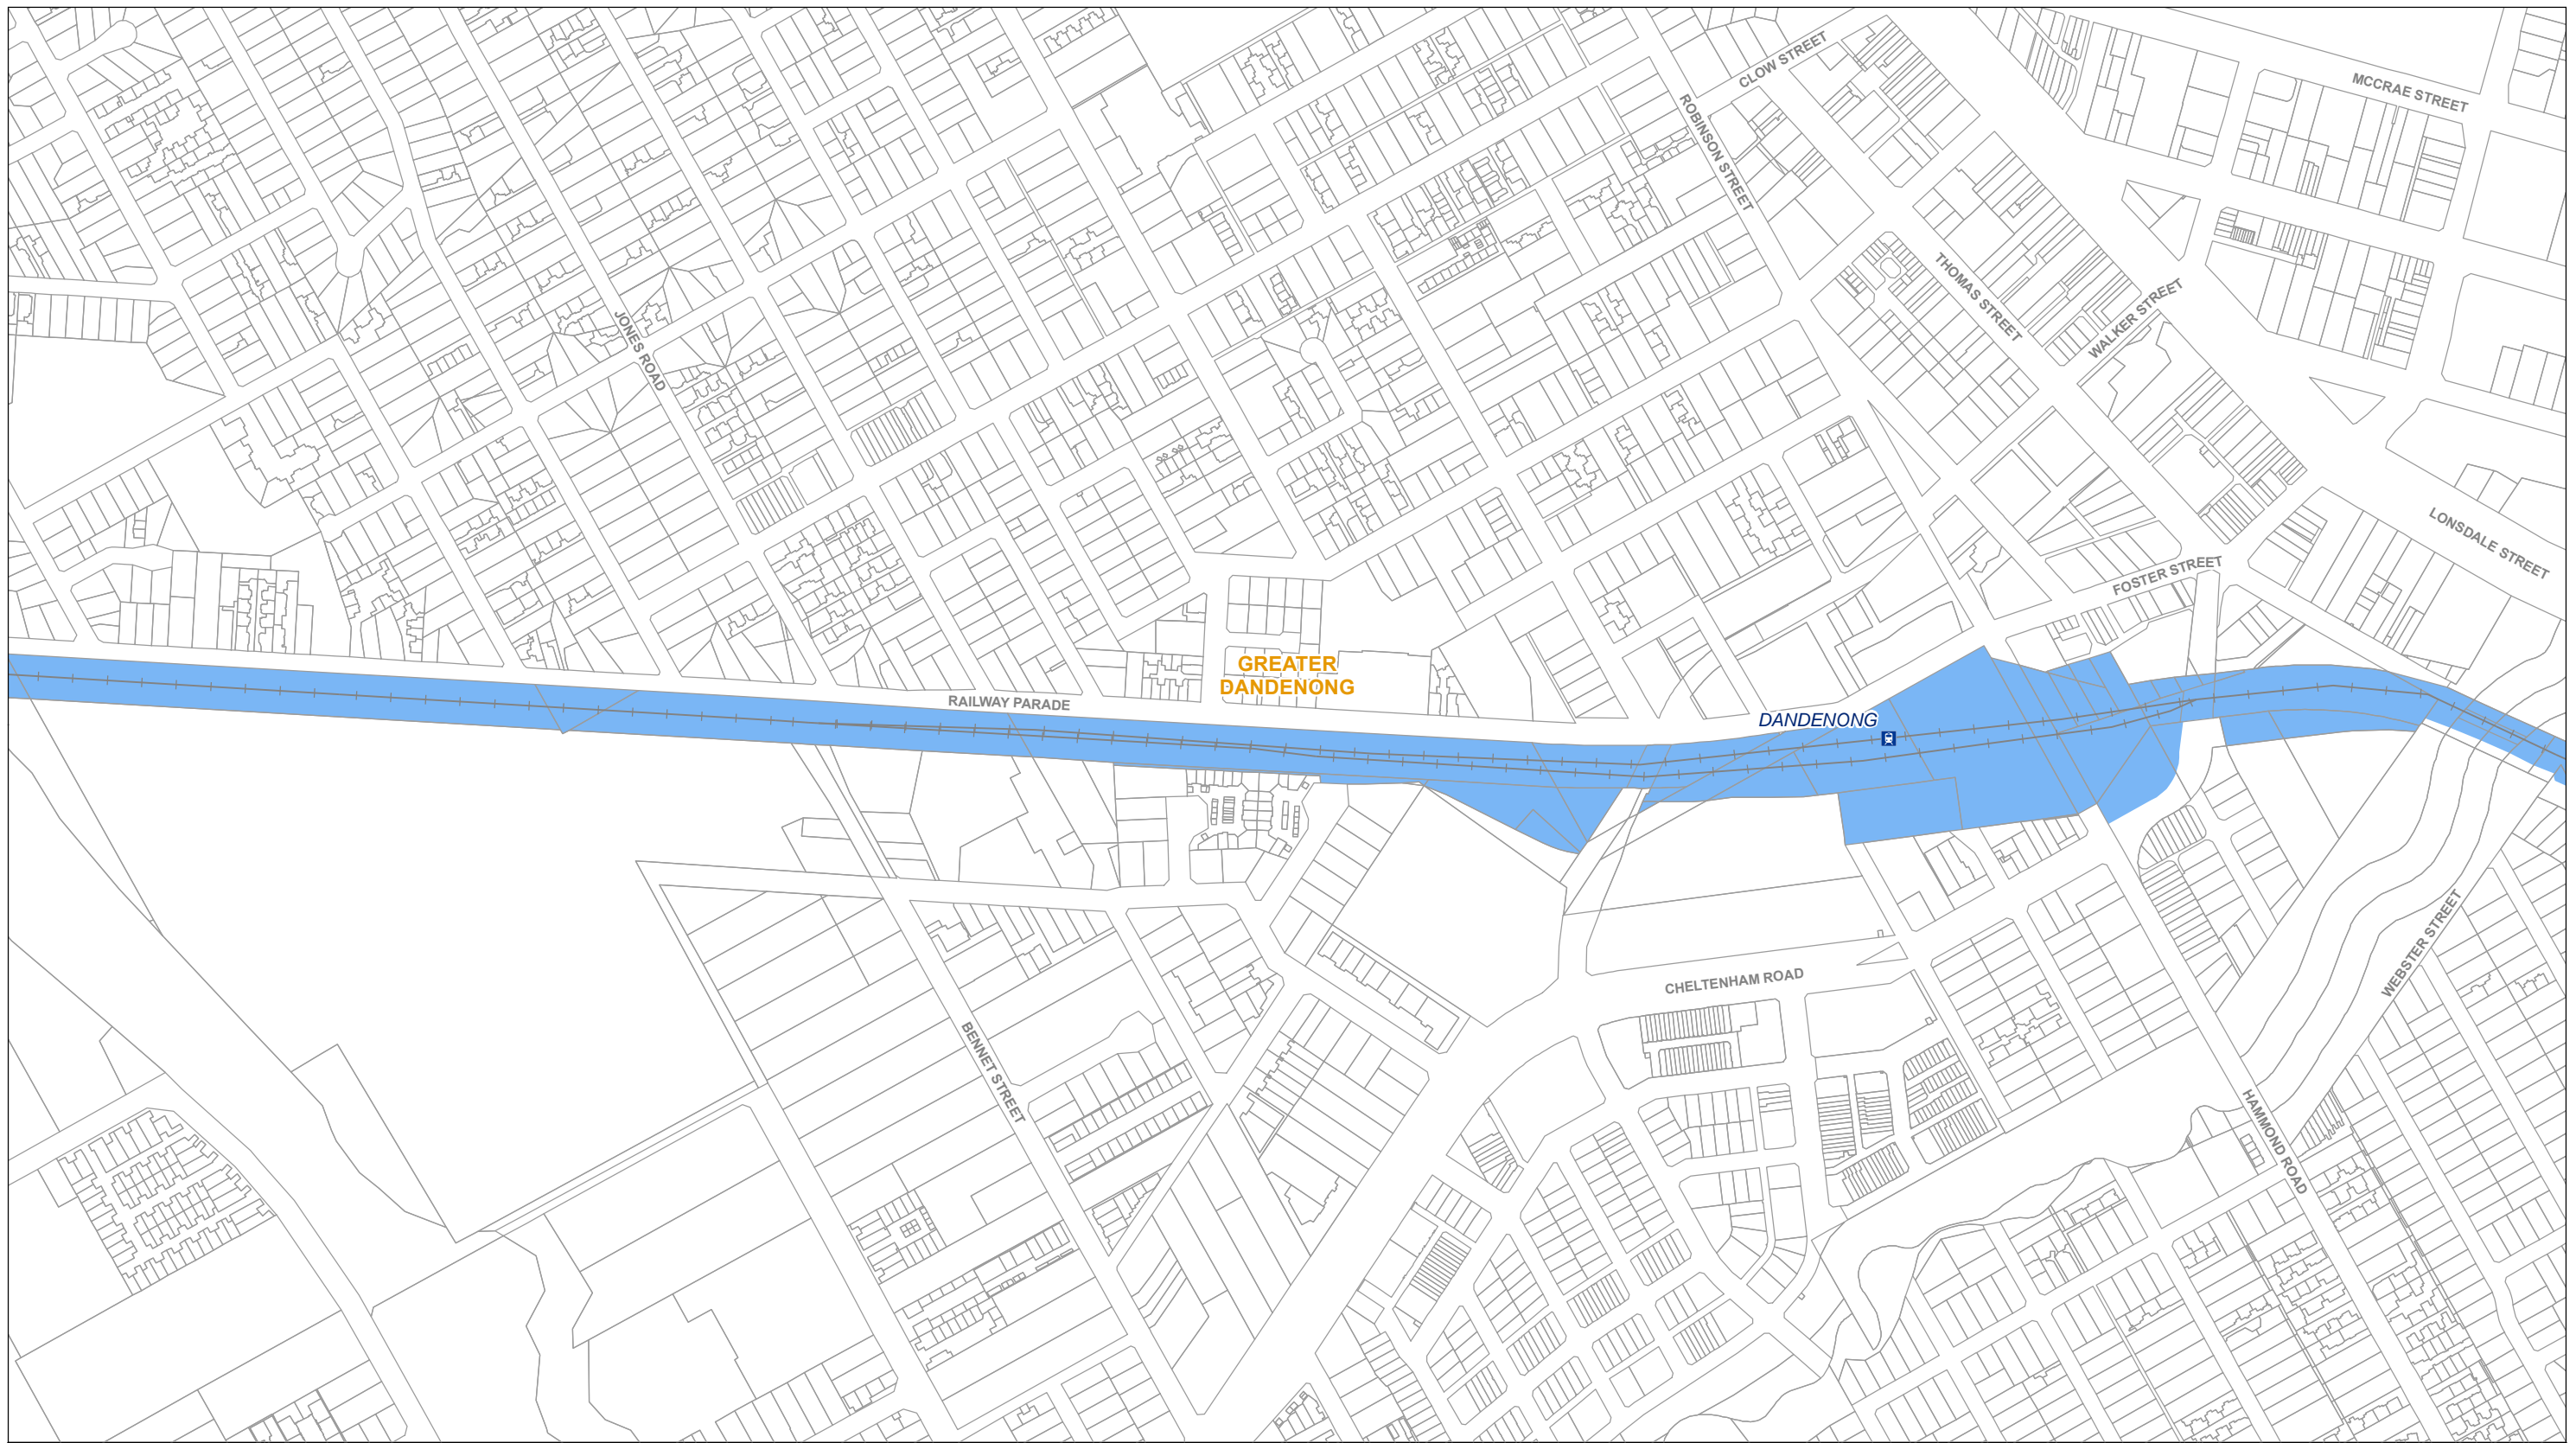 CLOW STREET
MCCRAE STREET
ROBINSON STREET
THOMAS STREET
WALKER STREET
JONES ROAD
LONSDALE STREET
FOSTER STREET
GREATER
DANDENONG
RAILWAY PARADE
DANDENONG
WEBSTER STREET
CHELTENHAM ROAD
BENNET STREET
HAMMOND ROAD